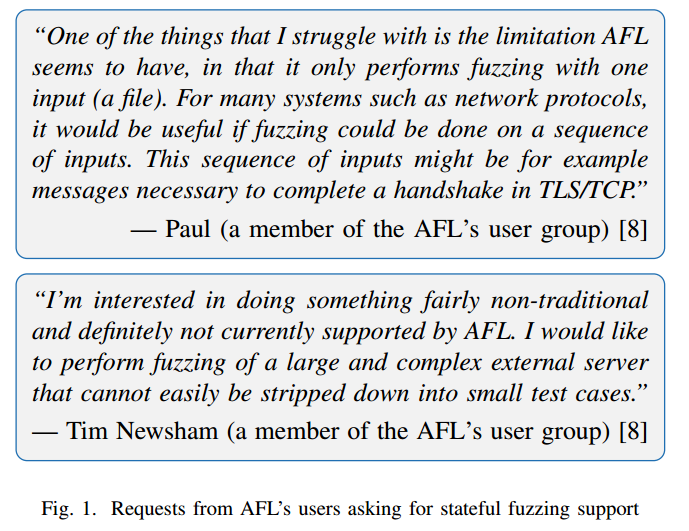 “One of the things that I struggle with is the limitation AFL
seems to have, in that it only performs fuzzing with one
input (a file). For many systems such as network protocols,
it would be useful if fuzzing could be done on a sequence
of inputs. This sequence of inputs might be for example
messages necessary to complete a handshake in TLS/TCP.”
— Paul (a member of the AFL’s user group) [8]
“I’m interested in doing something fairly non-traditional
and definitely not currently supported by AFL. I would like
to perform fuzzing of a large and complex external server
that cannot easily be stripped down into small test cases.”
— Tim Newsham (a member of the AFL’s user group) [8]
Fig. 1. Requests from AFL’s users asking for stateful fuzzing support